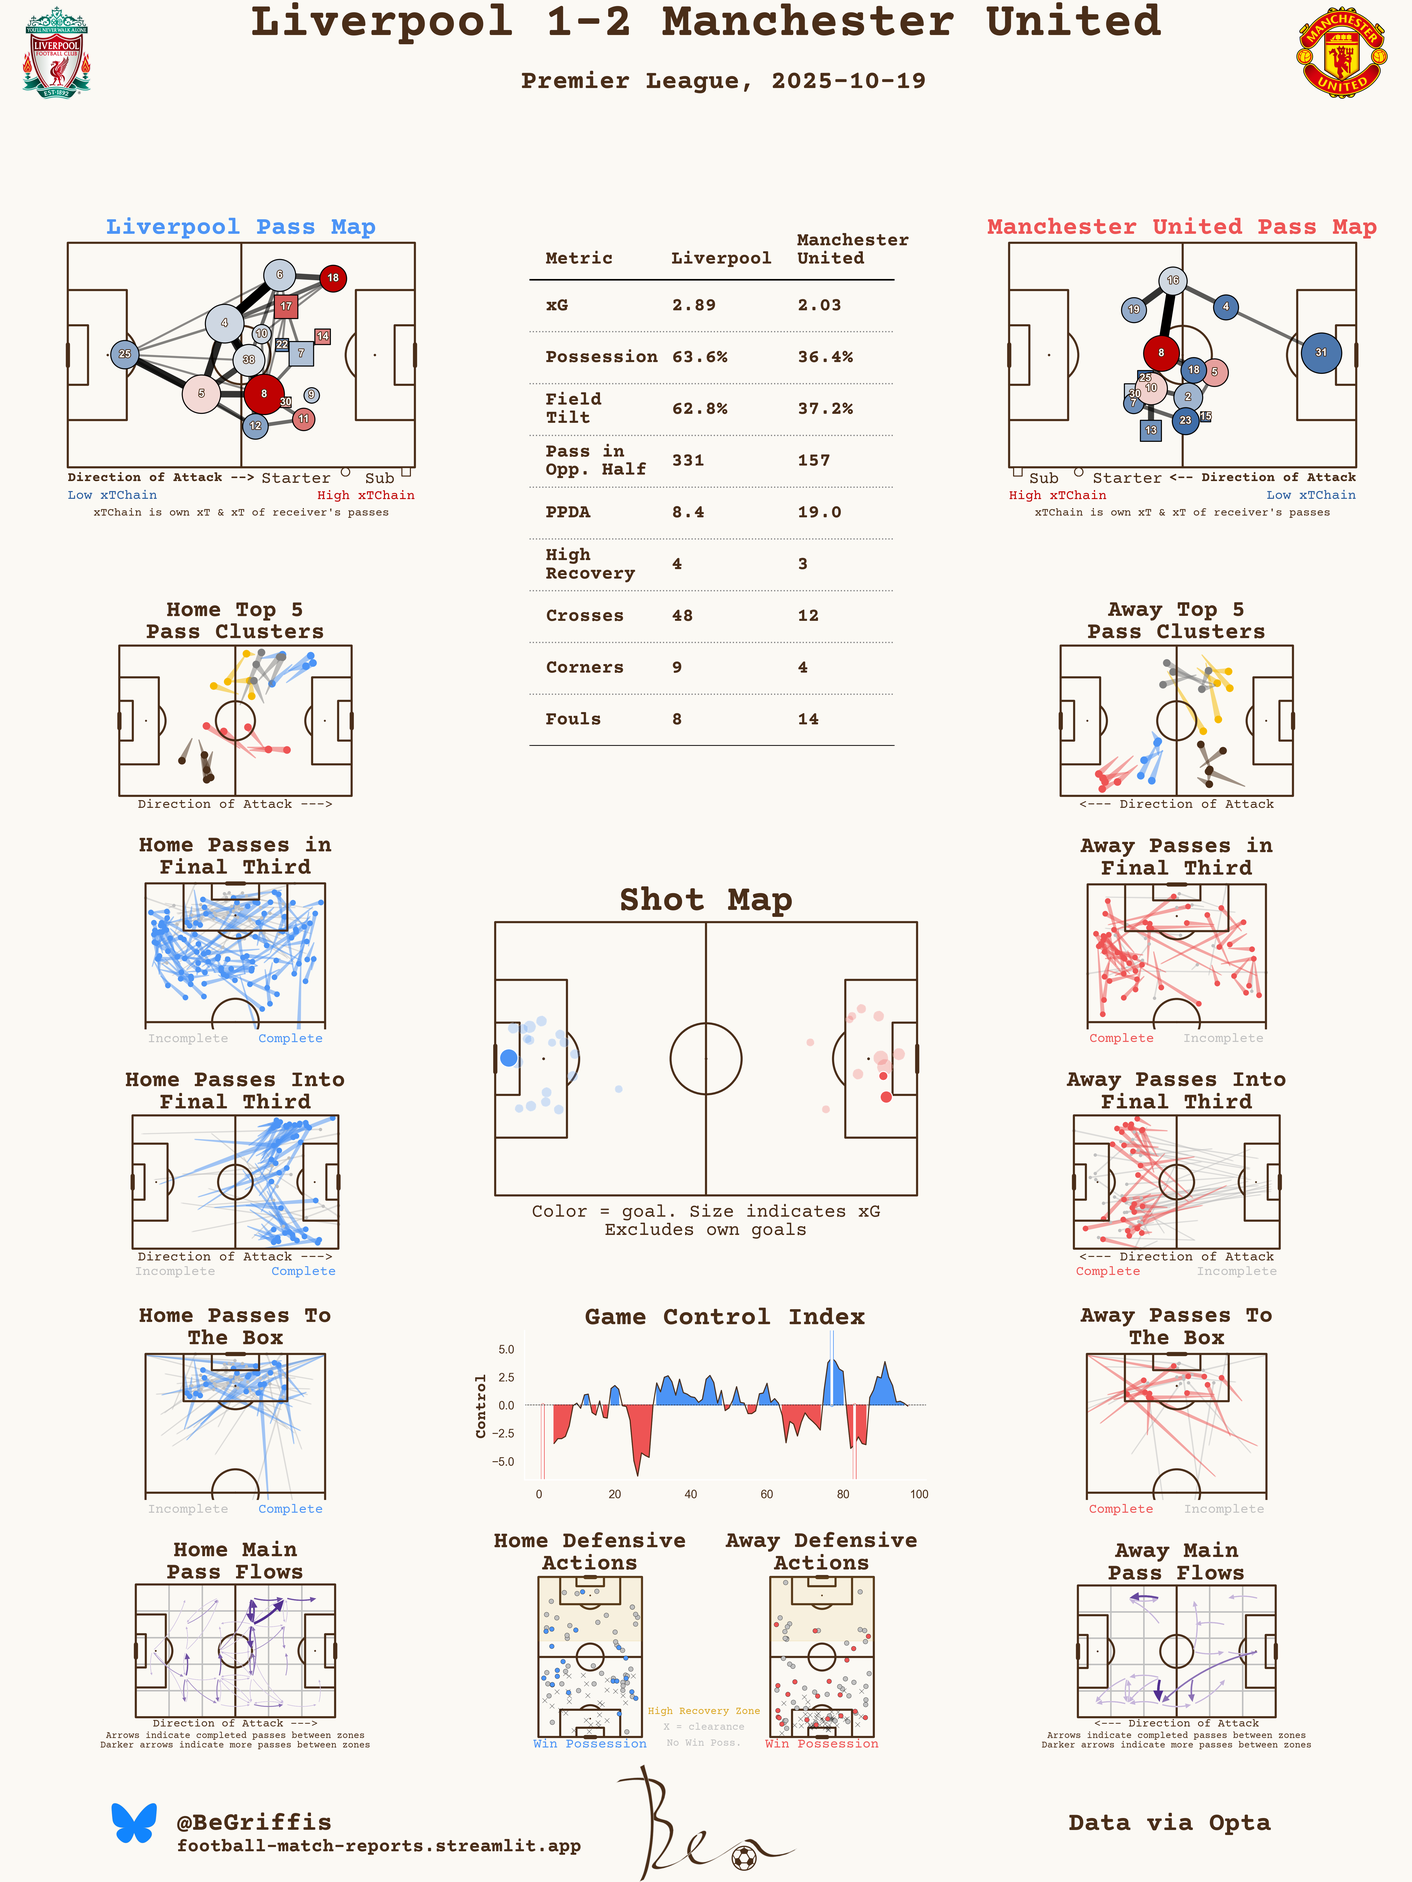 Liverpool 1-2 Manchester United
Premier League, 2025-10-19
YOU'LL NEVER WALK ALONE
LIVERPOOL
FOOTBALL CLUB
EST·1892
MANCHESTER
UNITED
Liverpool Pass Map
6
18
17
4
10
14
22
7
25
38
5
8
9
30
11
12
Direction of Attack --> Starter Sub
Low xTChain High xTChain
xTChain is own xT & xT of receiver's passes
Metric Liverpool Manchester United
xG 2.89 2.03
Possession 63.6% 36.4%
Field Tilt 62.8% 37.2%
Pass in Opp. Half 331 157
PPDA 8.4 19.0
High Recovery 4 3
Crosses 48 12
Corners 9 4
Fouls 8 14
Manchester United Pass Map
16
19
4
8
31
18
5
25
10
30
7
2
15
23
13
Sub Starter <-- Direction of Attack
High xTChain Low xTChain
xTChain is own xT & xT of receiver's passes
Home Top 5
Pass Clusters
Direction of Attack --->
Away Top 5
Pass Clusters
<--- Direction of Attack
Home Passes in
Final Third
Incomplete Complete
Away Passes in
Final Third
Complete Incomplete
Shot Map
Color = goal. Size indicates xG
Excludes own goals
Home Passes Into
Final Third
Direction of Attack --->
Incomplete Complete
Away Passes Into
Final Third
<--- Direction of Attack
Complete Incomplete
Home Passes To
The Box
Incomplete Complete
Game Control Index
Control
5.0
2.5
0.0
−2.5
−5.0
0 20 40 60 80 100
Away Passes To
The Box
Complete Incomplete
Home Main
Pass Flows
Direction of Attack --->
Arrows indicate completed passes between zones
Darker arrows indicate more passes between zones
Home Defensive
Actions
Win Possession
Away Defensive
Actions
Win Possession
High Recovery Zone
X = clearance
No Win Poss.
Away Main
Pass Flows
<--- Direction of Attack
Arrows indicate completed passes between zones
Darker arrows indicate more passes between zones
@BeGriffis
football-match-reports.streamlit.app
Ben
Data via Opta